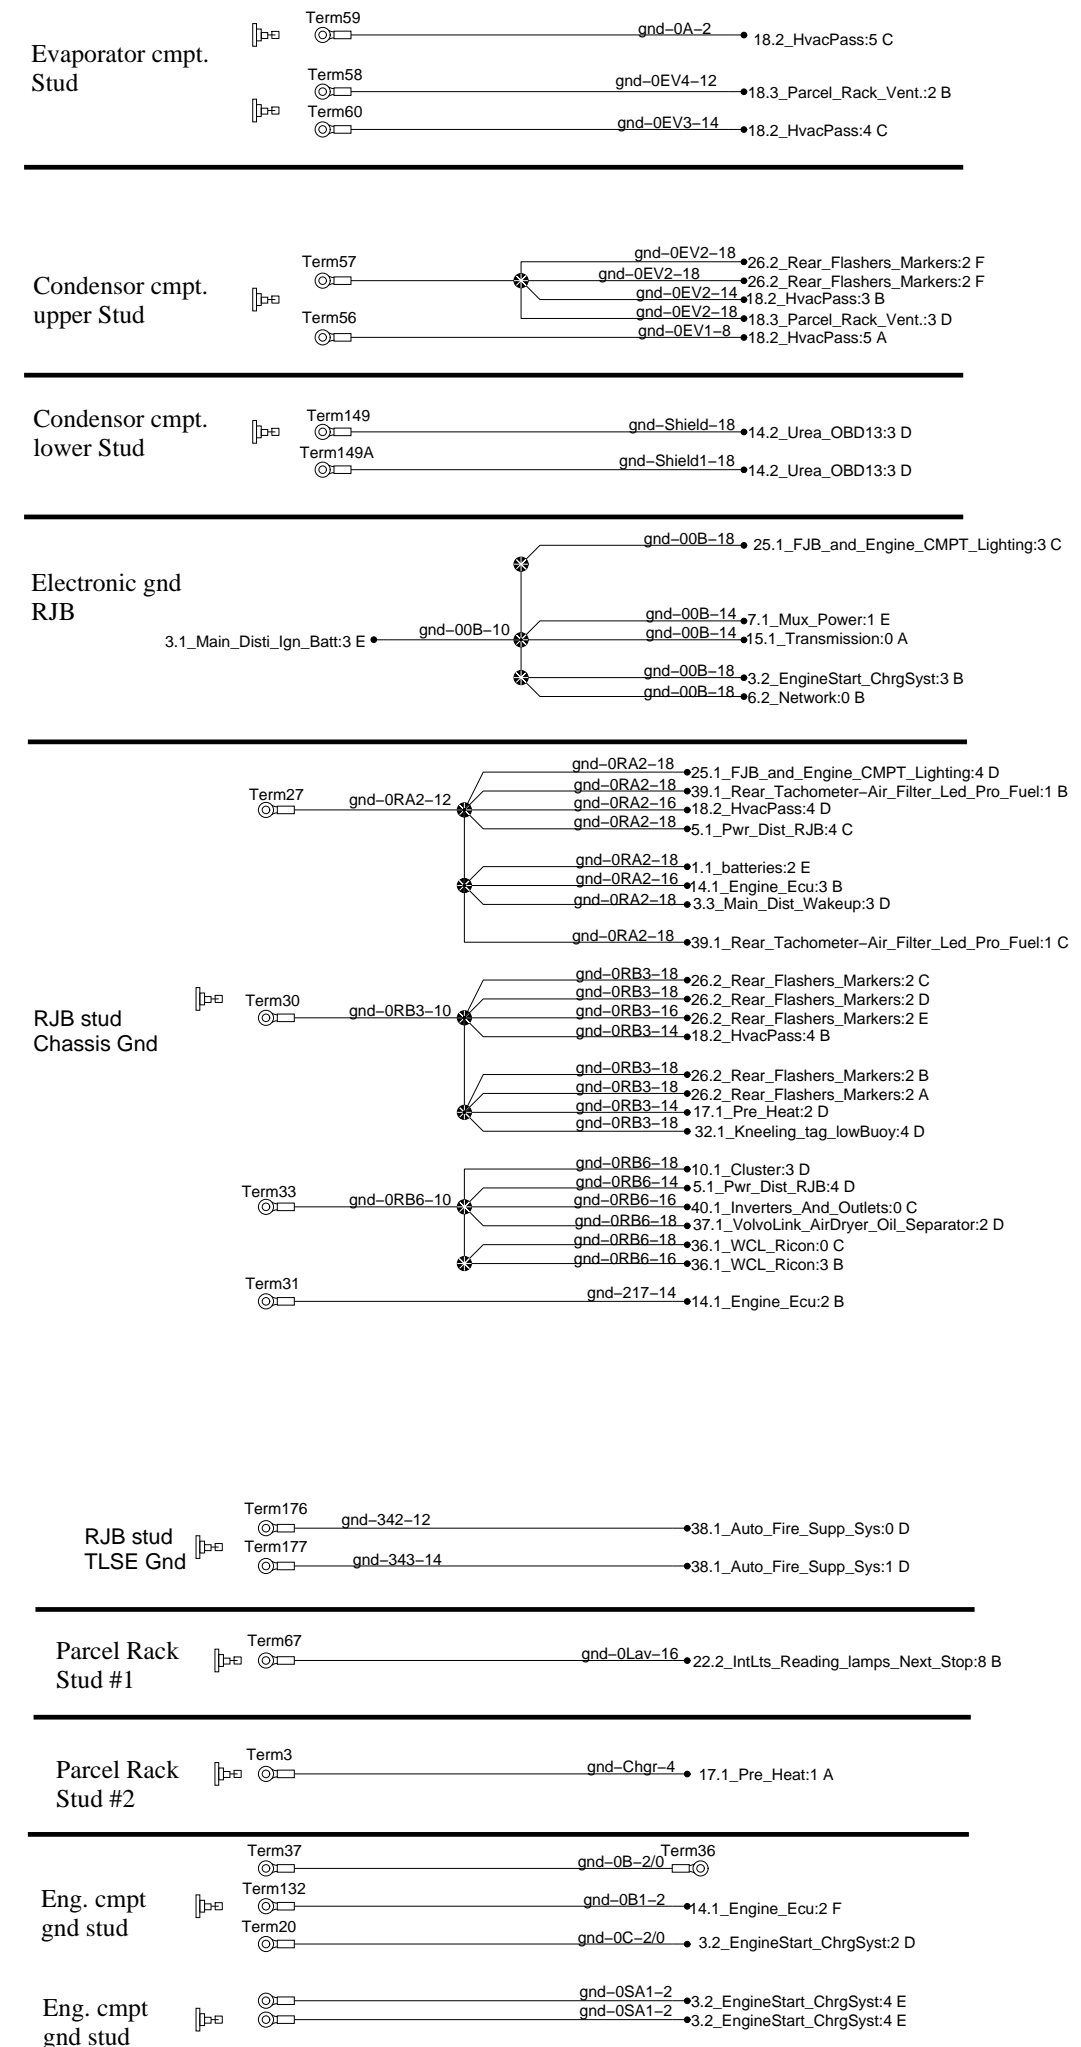 Evaporator cmpt.
Stud
Term59
gnd–0A–2
18.2_HvacPass:5 C
Term58
gnd–0EV4–12
18.3_Parcel_Rack_Vent.:2 B
Term60
gnd–0EV3–14
18.2_HvacPass:4 C
Condensor cmpt.
upper Stud
Term57
gnd–0EV2–18
26.2_Rear_Flashers_Markers:2 F
gnd–0EV2–18
26.2_Rear_Flashers_Markers:2 F
gnd–0EV2–14
18.2_HvacPass:3 B
gnd–0EV2–18
18.3_Parcel_Rack_Vent.:3 D
Term56
gnd–0EV1–8
18.2_HvacPass:5 A
Condensor cmpt.
lower Stud
Term149
gnd–Shield–18
14.2_Urea_OBD13:3 D
Term149A
gnd–Shield1–18
14.2_Urea_OBD13:3 D
Electronic gnd
RJB
3.1_Main_Disti_Ign_Batt:3 E
gnd–00B–10
gnd–00B–18
25.1_FJB_and_Engine_CMPT_Lighting:3 C
gnd–00B–14
7.1_Mux_Power:1 E
gnd–00B–14
15.1_Transmission:0 A
gnd–00B–18
3.2_EngineStart_ChrgSyst:3 B
gnd–00B–18
6.2_Network:0 B
RJB stud
Chassis Gnd
Term27
gnd–0RA2–12
gnd–0RA2–18
25.1_FJB_and_Engine_CMPT_Lighting:4 D
gnd–0RA2–18
39.1_Rear_Tachometer–Air_Filter_Led_Pro_Fuel:1 B
gnd–0RA2–16
18.2_HvacPass:4 D
gnd–0RA2–18
5.1_Pwr_Dist_RJB:4 C
gnd–0RA2–18
1.1_batteries:2 E
gnd–0RA2–16
14.1_Engine_Ecu:3 B
gnd–0RA2–18
3.3_Main_Dist_Wakeup:3 D
gnd–0RA2–18
39.1_Rear_Tachometer–Air_Filter_Led_Pro_Fuel:1 C
Term30
gnd–0RB3–10
gnd–0RB3–18
26.2_Rear_Flashers_Markers:2 C
gnd–0RB3–18
26.2_Rear_Flashers_Markers:2 D
gnd–0RB3–16
26.2_Rear_Flashers_Markers:2 E
gnd–0RB3–14
18.2_HvacPass:4 B
gnd–0RB3–18
26.2_Rear_Flashers_Markers:2 B
gnd–0RB3–18
26.2_Rear_Flashers_Markers:2 A
gnd–0RB3–14
17.1_Pre_Heat:2 D
gnd–0RB3–18
32.1_Kneeling_tag_lowBuoy:4 D
Term33
gnd–0RB6–10
gnd–0RB6–18
10.1_Cluster:3 D
gnd–0RB6–14
5.1_Pwr_Dist_RJB:4 D
gnd–0RB6–16
40.1_Inverters_And_Outlets:0 C
gnd–0RB6–18
37.1_VolvoLink_AirDryer_Oil_Separator:2 D
gnd–0RB6–18
36.1_WCL_Ricon:0 C
gnd–0RB6–16
36.1_WCL_Ricon:3 B
Term31
gnd–217–14
14.1_Engine_Ecu:2 B
RJB stud
TLSE Gnd
Term176
gnd–342–12
38.1_Auto_Fire_Supp_Sys:0 D
Term177
gnd–343–14
38.1_Auto_Fire_Supp_Sys:1 D
Parcel Rack
Stud #1
Term67
gnd–0Lav–16
22.2_IntLts_Reading_lamps_Next_Stop:8 B
Parcel Rack
Stud #2
Term3
gnd–Chgr–4
17.1_Pre_Heat:1 A
Eng. cmpt
gnd stud
Term37
gnd–0B–2/0
Term36
Term132
gnd–0B1–2
14.1_Engine_Ecu:2 F
Term20
gnd–0C–2/0
3.2_EngineStart_ChrgSyst:2 D
Eng. cmpt
gnd stud
gnd–0SA1–2
3.2_EngineStart_ChrgSyst:4 E
gnd–0SA1–2
3.2_EngineStart_ChrgSyst:4 E